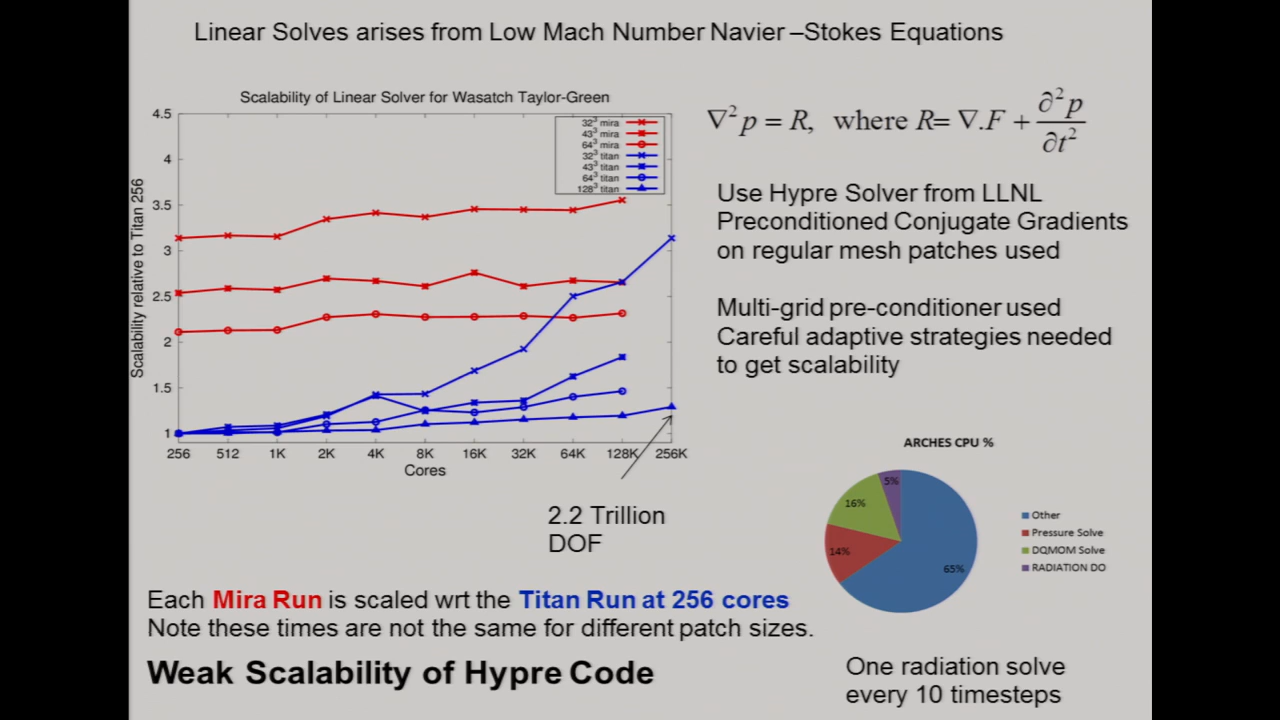 Linear Solves arises from Low Mach Number Navier –Stokes Equations
Scalability of Linear Solver for Wasatch Taylor-Green
4.5
4
3.5
3
2.5
2
1.5
1
Scalability relative to Titan 256
32³ mira
43³ mira
64³ mira
32³ titan
43³ titan
64³ titan
128³ titan
256 512 1K 2K 4K 8K 16K 32K 64K 128K 256K
Cores
∇²p = R, where R= ∇.F + ∂²p/∂t²
Use Hypre Solver from LLNL
Preconditioned Conjugate Gradients
on regular mesh patches used
Multi-grid pre-conditioner used
Careful adaptive strategies needed
to get scalability
2.2 Trillion
DOF
ARCHES CPU %
5%
16%
14%
65%
Other
Pressure Solve
DQMOM Solve
RADIATION DO
Each Mira Run is scaled wrt the Titan Run at 256 cores
Note these times are not the same for different patch sizes.
Weak Scalability of Hypre Code
One radiation solve
every 10 timesteps